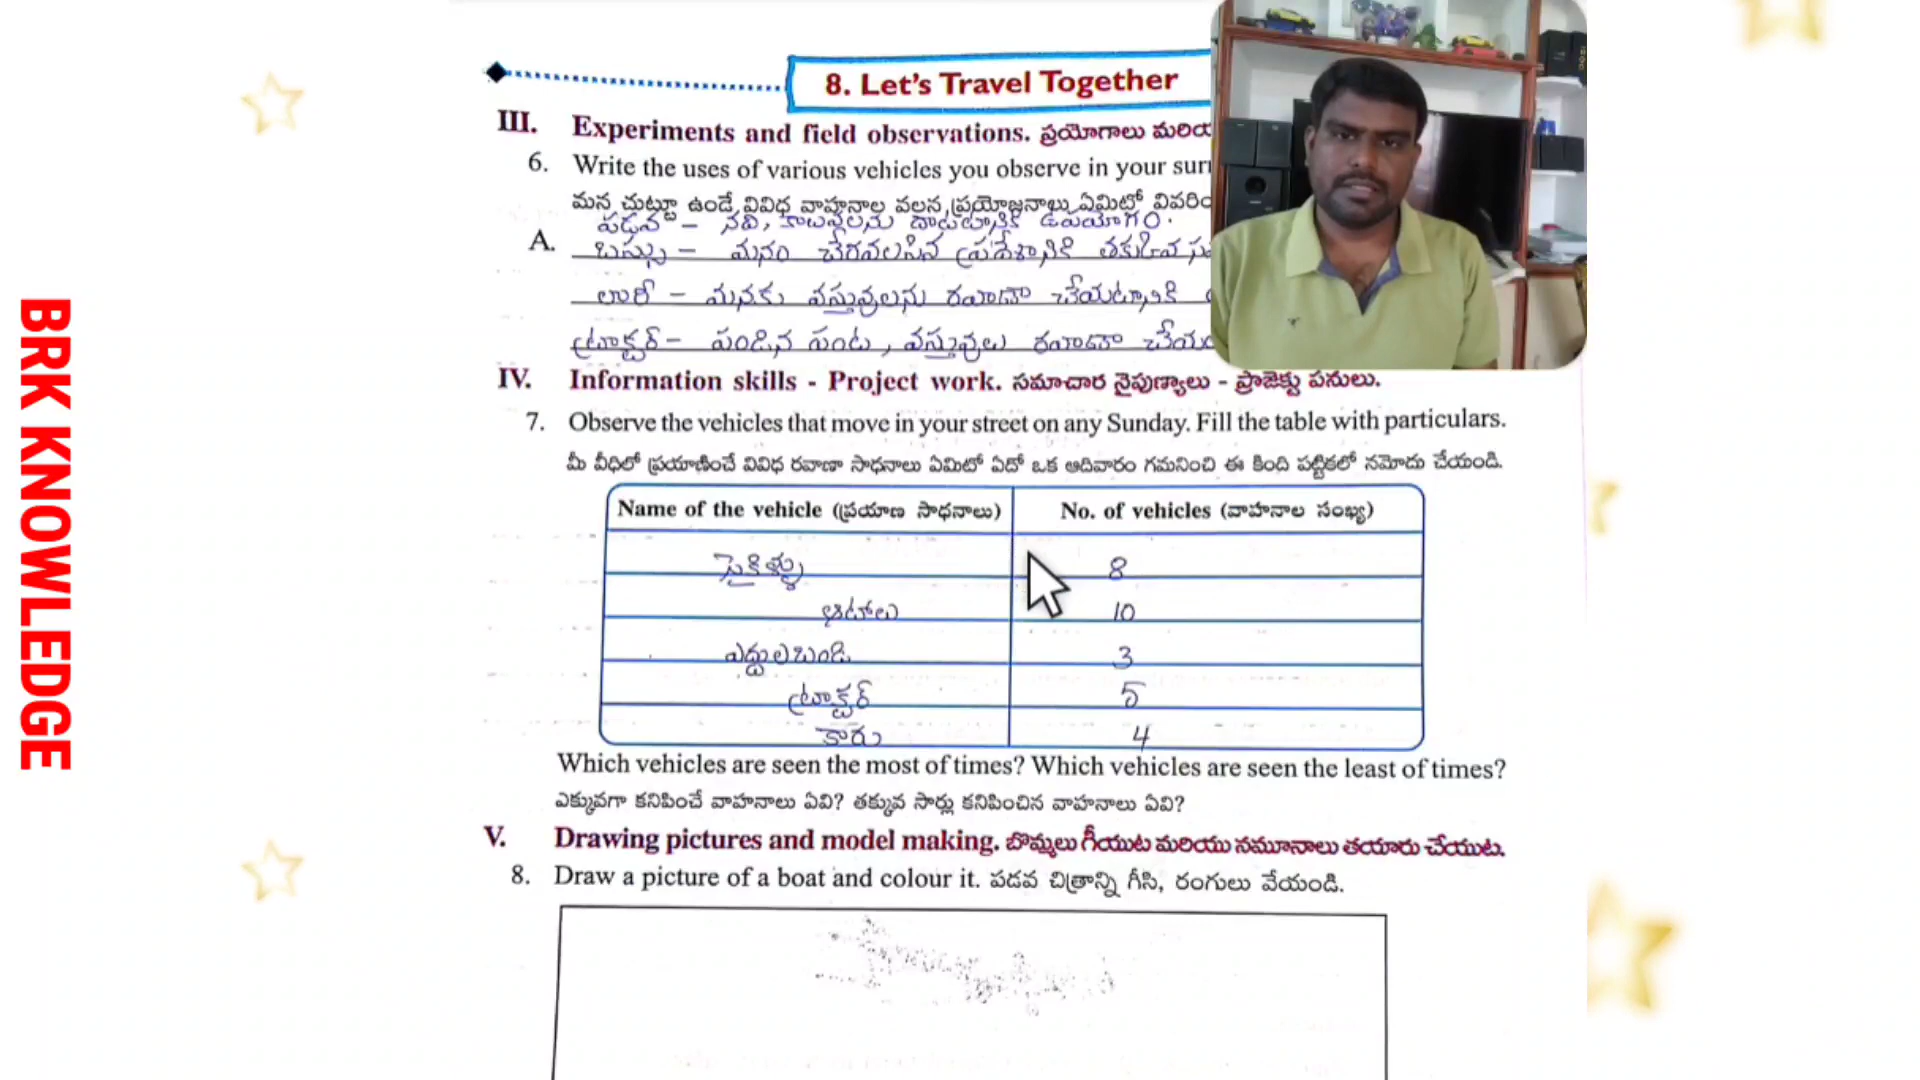 BRK KNOWLEDGE
8. Let's Travel Together
III. Experiments and field observations. ప్రయోగాలు మరియ
6. Write the uses of various vehicles you observe in your surr
మన చుట్టూ ఉండే వివిధ వాహనాల వలన ప్రయోజనాలు ఏమిటో వివరిం
పడవ - నది, కాలువలను దాటటానికి ఉపయోగం.
A. బస్సు - మనం చేరవలసిన ప్రదేశానికి తక్కువ
లారీ - మనకు వస్తువులను రవాణా చేయటానికి
ట్రాక్టర్ - పండిన పంట, వస్తువులు రవాణా చేయ
IV. Information skills - Project work. సమాచార నైపుణ్యాలు - ప్రాజెక్టు పనులు.
7. Observe the vehicles that move in your street on any Sunday. Fill the table with particulars.
మీ వీధిలో ప్రయాణించే వివిధ రవాణా సాధనాలు ఏమిటో ఏదో ఒక ఆదివారం గమనించి ఈ కింది పట్టికలో నమోదు చేయండి.
Name of the vehicle (ప్రయాణ సాధనాలు) No. of vehicles (వాహనాల సంఖ్య)
సైకిళ్ళు 8
ఆటోలు 10
ఎద్దులబండి 3
ట్రాక్టర్ 5
కారు 4
Which vehicles are seen the most of times? Which vehicles are seen the least of times?
ఎక్కువగా కనిపించే వాహనాలు ఏవి? తక్కువ సార్లు కనిపించిన వాహనాలు ఏవి?
V. Drawing pictures and model making. బొమ్మలు గీయుట మరియు నమూనాలు తయారు చేయుట.
8. Draw a picture of a boat and colour it. పడవ చిత్రాన్ని గీసి, రంగులు వేయండి.